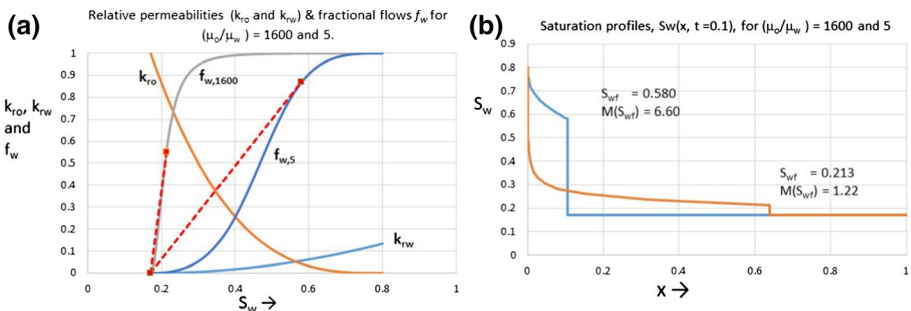 (a)
Relative permeabilities (kro and krw) & fractional flows fw for
(μo/μw ) = 1600 and 5.
kro, krw
and
fw
1
0.9
0.8
0.7
0.6
0.5
0.4
0.3
0.2
0.1
0
kro
fw,1600
fw,5
krw
0
0.2
0.4
0.6
0.8
1
Sw →
(b)
Saturation profiles, Sw(x, t =0.1), for (μo/μw ) = 1600 and 5
Sw
0.9
0.8
0.7
0.6
0.5
0.4
0.3
0.2
0.1
0
Swf = 0.580
M(Swf) = 6.60
Swf = 0.213
M(Swf) = 1.22
0
0.2
0.4
0.6
0.8
1
x →